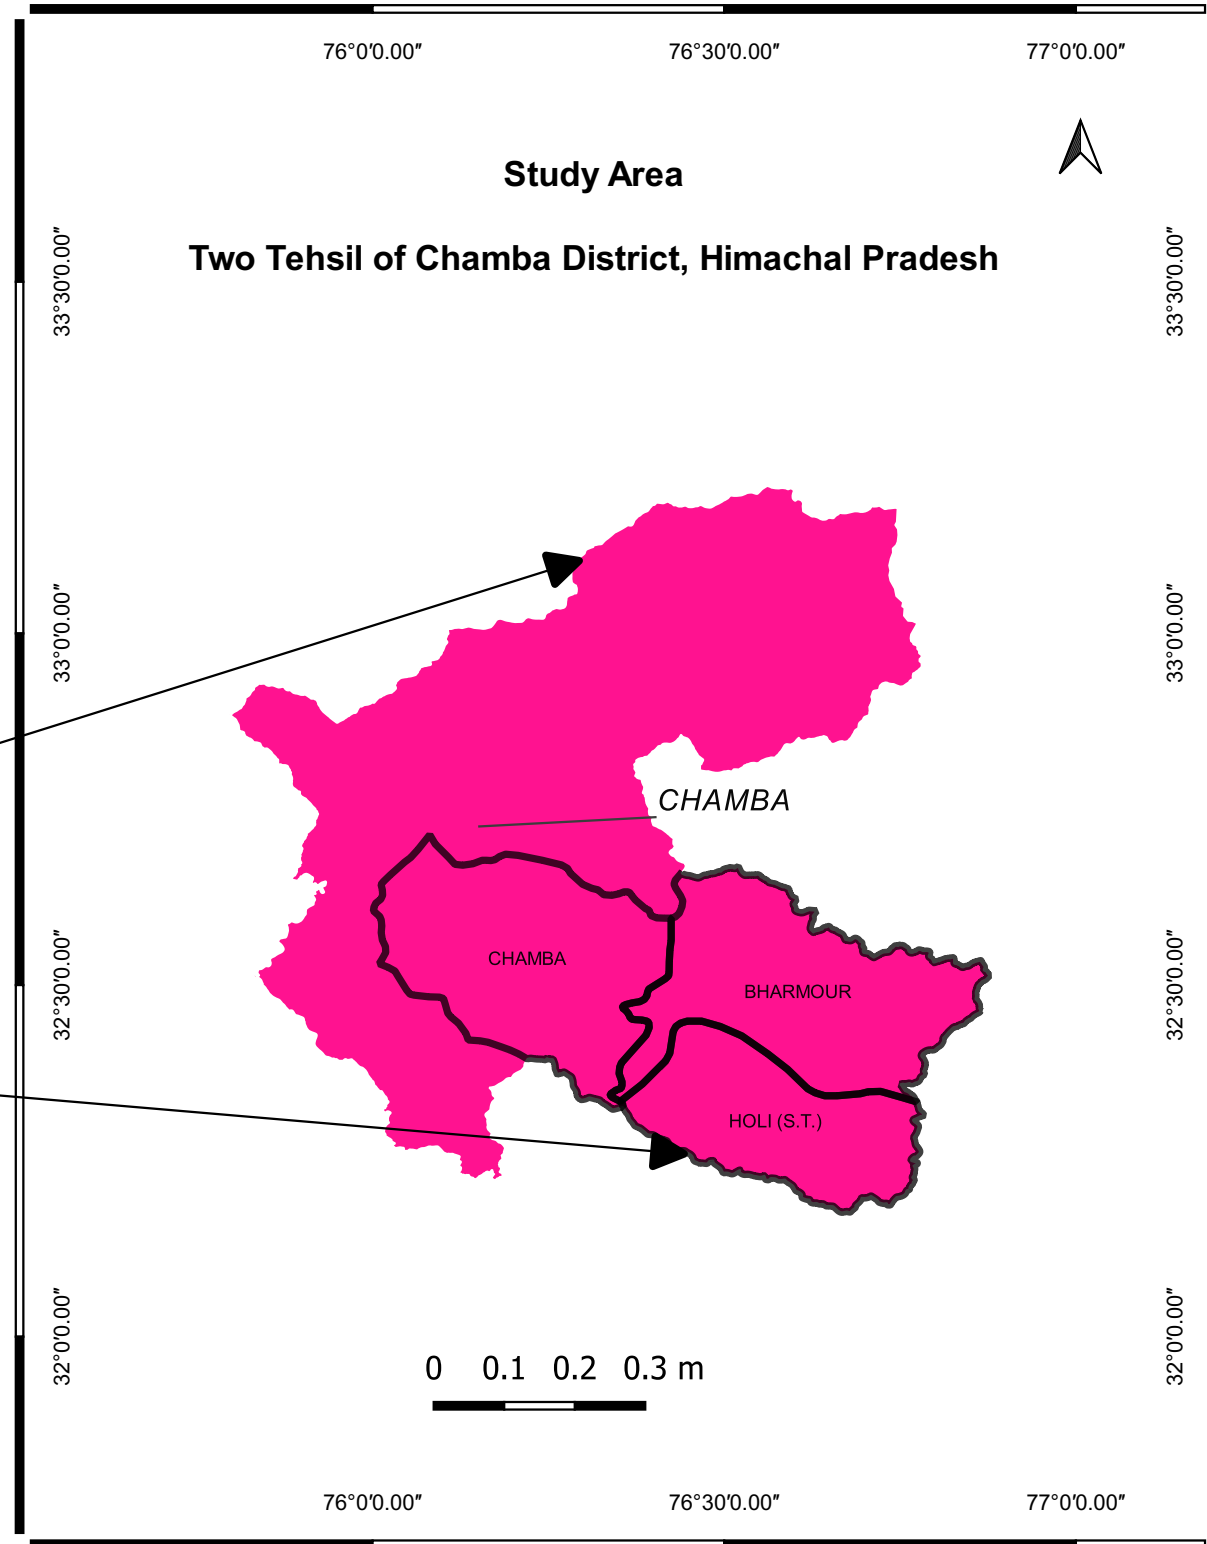 76°0′0.00″ 76°30′0.00″ 77°0′0.00″
Study Area
Two Tehsil of Chamba District, Himachal Pradesh
33°30′0.00″ 33°30′0.00″
33°0′0.00″ 33°0′0.00″
CHAMBA
CHAMBA
BHARMOUR
32°30′0.00″ 32°30′0.00″
HOLI (S.T.)
32°0′0.00″ 32°0′0.00″
0 0.1 0.2 0.3 m
76°0′0.00″ 76°30′0.00″ 77°0′0.00″